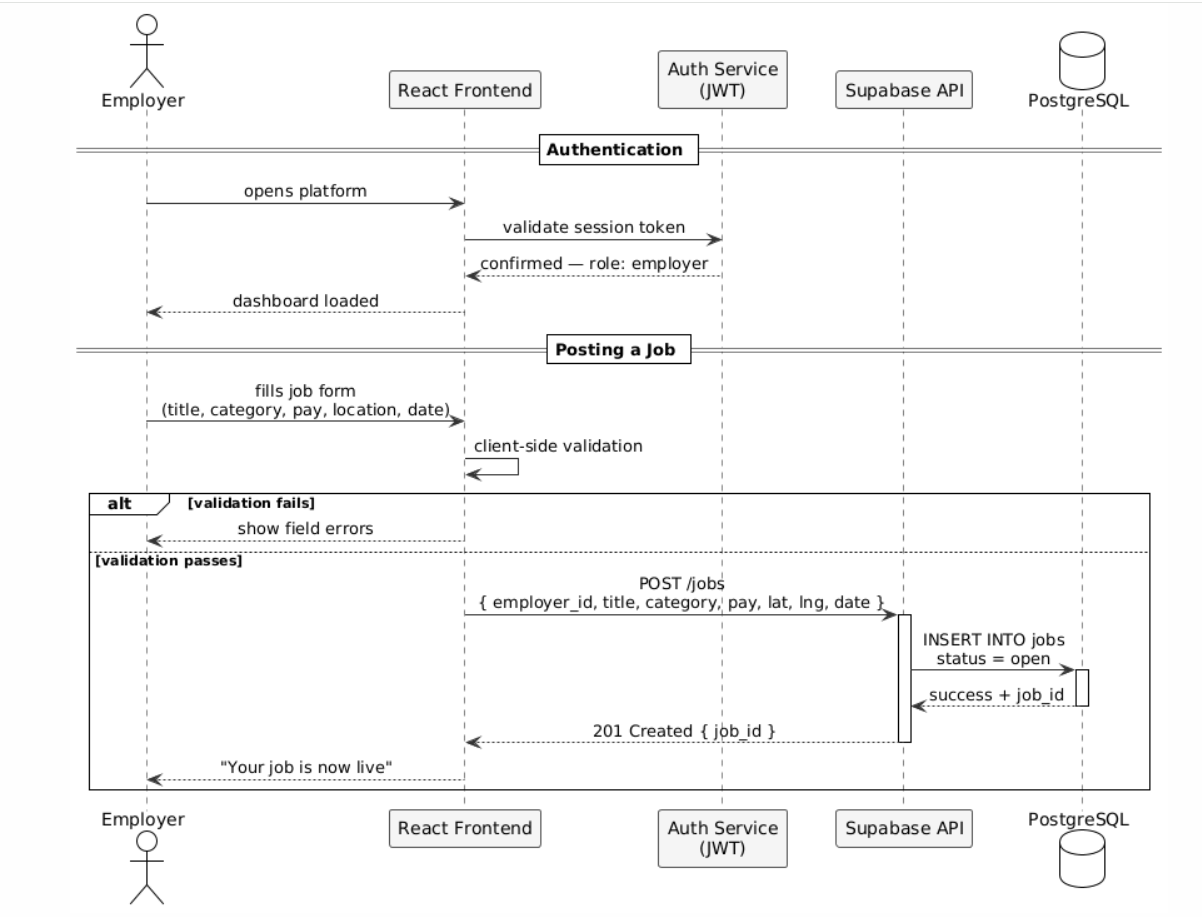 Employer
React Frontend
Auth Service
(JWT)
Supabase API
PostgreSQL
Authentication
opens platform
validate session token
confirmed — role: employer
dashboard loaded
Posting a Job
fills job form
(title, category, pay, location, date)
client-side validation
alt
[validation fails]
show field errors
[validation passes]
POST /jobs
{ employer_id, title, category, pay, lat, lng, date }
INSERT INTO jobs
status = open
success + job_id
201 Created { job_id }
"Your job is now live"
Employer
React Frontend
Auth Service
(JWT)
Supabase API
PostgreSQL